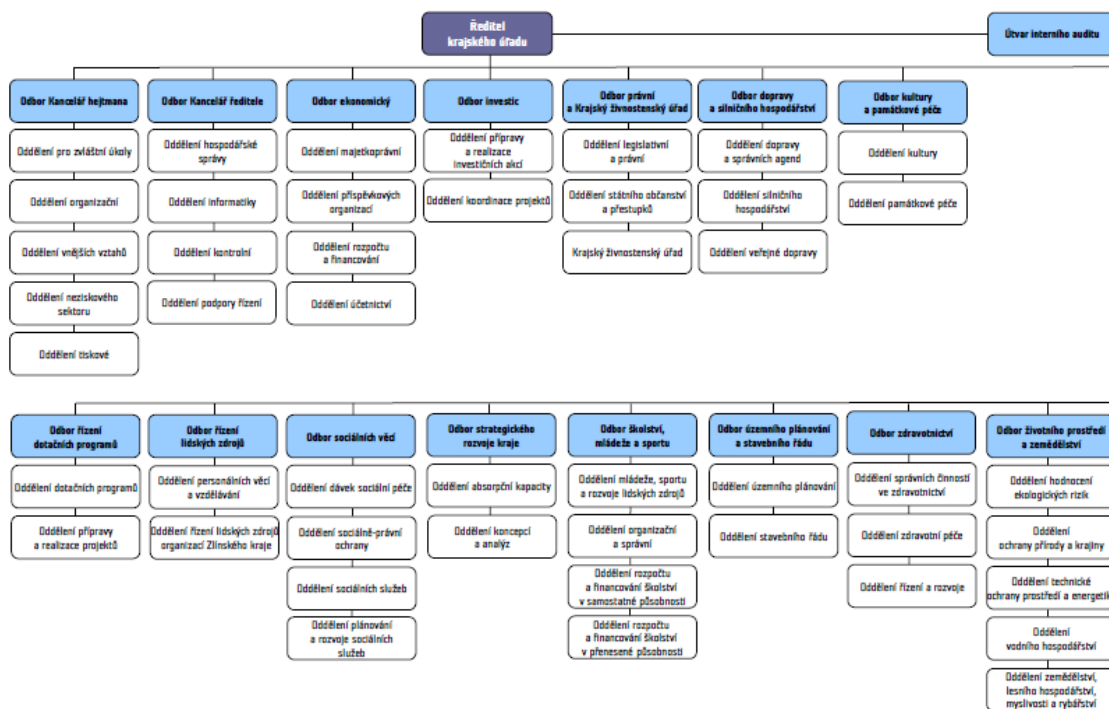 Ředitel
krajského úřadu
Útvar interního auditu
Odbor Kancelář hejtmana
Oddělení pro zvláštní úkoly
Oddělení organizační
Oddělení vnějších vztahů
Oddělení neziskového
sektoru
Oddělení tiskové
Odbor Kancelář ředitele
Oddělení hospodářské
správy
Oddělení informatiky
Oddělení kontrolní
Oddělení podpory řízení
Odbor ekonomický
Oddělení majetkoprávní
Oddělení příspěvkových
organizací
Oddělení rozpočtu
a financování
Oddělení účetnictví
Odbor investic
Oddělení přípravy
a realizace
investičních akcí
Oddělení koordinace projektů
Odbor právní
a Krajský živnostenský úřad
Oddělení legislativní
a právní
Oddělení státního občanství
a přestupků
Krajský živnostenský úřad
Odbor dopravy
a silničního hospodářství
Oddělení dopravy
a správních agend
Oddělení silničního
hospodářství
Oddělení veřejné dopravy
Odbor kultury
a památkové péče
Oddělení kultury
Oddělení památkové péče
Odbor řízení
dotačních programů
Oddělení dotačních programů
Oddělení přípravy
a realizace projektů
Odbor řízení
lidských zdrojů
Oddělení personálních věcí
a vzdělávání
Oddělení řízení lidských zdrojů
organizací Zlínského kraje
Odbor sociálních věcí
Oddělení dávek sociální péče
Oddělení sociálně-právní
ochrany
Oddělení sociálních služeb
Oddělení plánování
a rozvoje sociálních
služeb
Odbor strategického
rozvoje kraje
Oddělení absorpční kapacity
Oddělení koncepcí
a analýz
Odbor školství,
mládeže a sportu
Oddělení mládeže, sportu
a rozvoje lidských zdrojů
Oddělení organizační
a správní
Oddělení rozpočtu
a financování školství
v samostatné působnosti
Oddělení rozpočtu
a financování školství
v přenesené působnosti
Odbor územního plánování
a stavebního řádu
Oddělení územního plánování
Oddělení stavebního řádu
Odbor zdravotnictví
Oddělení správních činností
ve zdravotnictví
Oddělení zdravotní péče
Oddělení řízení a rozvoje
Odbor životního prostředí
a zemědělství
Oddělení hodnocení
ekologických rizik
Oddělení
ochrany přírody a krajiny
Oddělení technické
ochrany prostředí a energetik
Oddělení
vodního hospodářství
Oddělení zemědělství,
lesního hospodářství,
myslivosti a rybářství